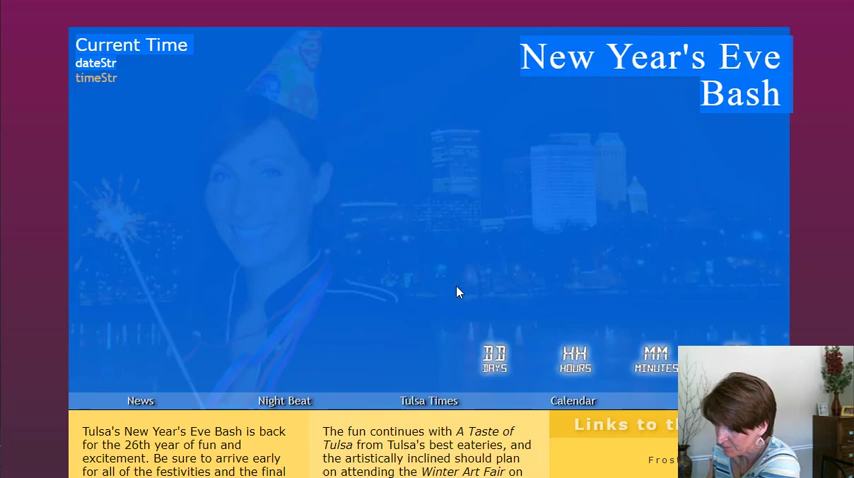 Current Time
dateStr
timeStr
New Year's Eve
Bash
DD
DAYS
HH
HOURS
MM
MINUTES
News
Night Beat
Tulsa Times
Calendar
Tulsa's New Year's Eve Bash is back
for the 26th year of fun and
excitement. Be sure to arrive early
for all of the festivities and the final
The fun continues with A Taste of
Tulsa from Tulsa's best eateries, and
the artistically inclined should plan
on attending the Winter Art Fair on
Links to